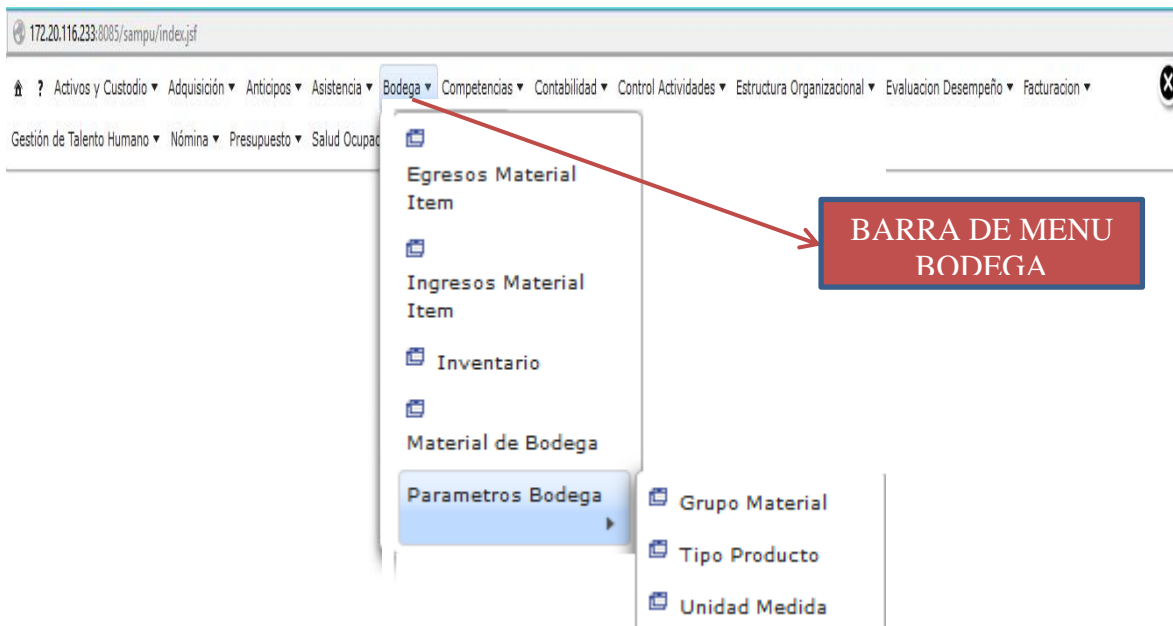 172.20.116.233:8085/sampu/index.jsf
? Activos y Custodio ▾ Adquisición ▾ Anticipos ▾ Asistencia ▾ Bodega ▾ Competencias ▾ Contabilidad ▾ Control Actividades ▾ Estructura Organizacional ▾ Evaluacion Desempeño ▾ Facturacion ▾
Gestión de Talento Humano ▾ Nómina ▾ Presupuesto ▾ Salud Ocupac
Egresos Material
Item
Ingresos Material
Item
Inventario
Material de Bodega
Parametros Bodega
Grupo Material
Tipo Producto
Unidad Medida
BARRA DE MENU
BODEGA